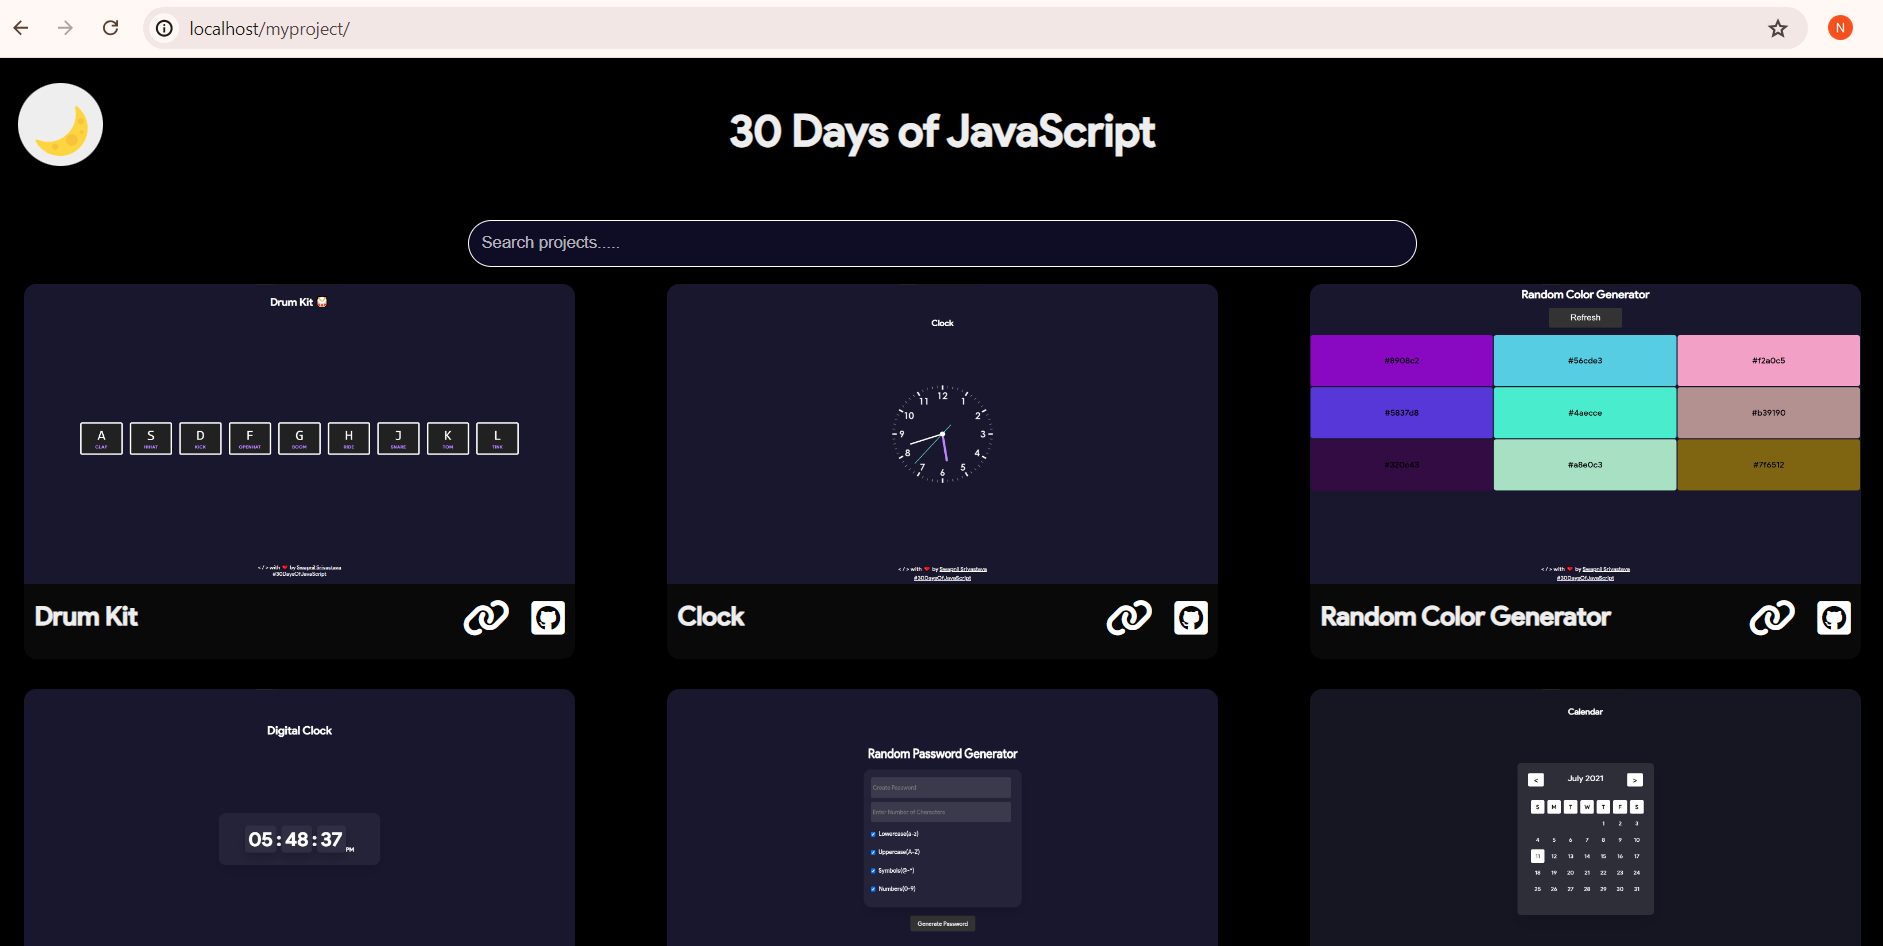 localhost/myproject/
N
30 Days of JavaScript
Search projects.....
Drum Kit
A S D F G H J K L
CLAP HIHAT KICK OPENHAT BOOM RIDE SNARE TOM TINK
</> with ❤ by Swapnil Srivastava
#30DaysOfJavaScript
Drum Kit
Clock
12
11 1
10 2
9 3
8 4
7 5
6
</> with ❤ by Swapnil Srivastava
#30DaysOfJavaScript
Clock
Random Color Generator
Refresh
#8908c2 #56cde3 #f2a0c5
#5837d8 #4aecce #b39190
#a8e0c3 #7f6512
</> with ❤ by Swapnil Srivastava
#30DaysOfJavaScript
Random Color Generator
Digital Clock
05 : 48 : 37 PM
Random Password Generator
Create Password
Enter Number of Characters
Lowercase(a-z)
Uppercase(A-Z)
Numbers(0-9)
Generate Password
Calendar
< July 2021 >
S M T W T F S
1 2 3
4 5 6 7 8 9 10
11 12 13 14 15 16 17
18 19 20 21 22 23 24
25 26 27 28 29 30 31